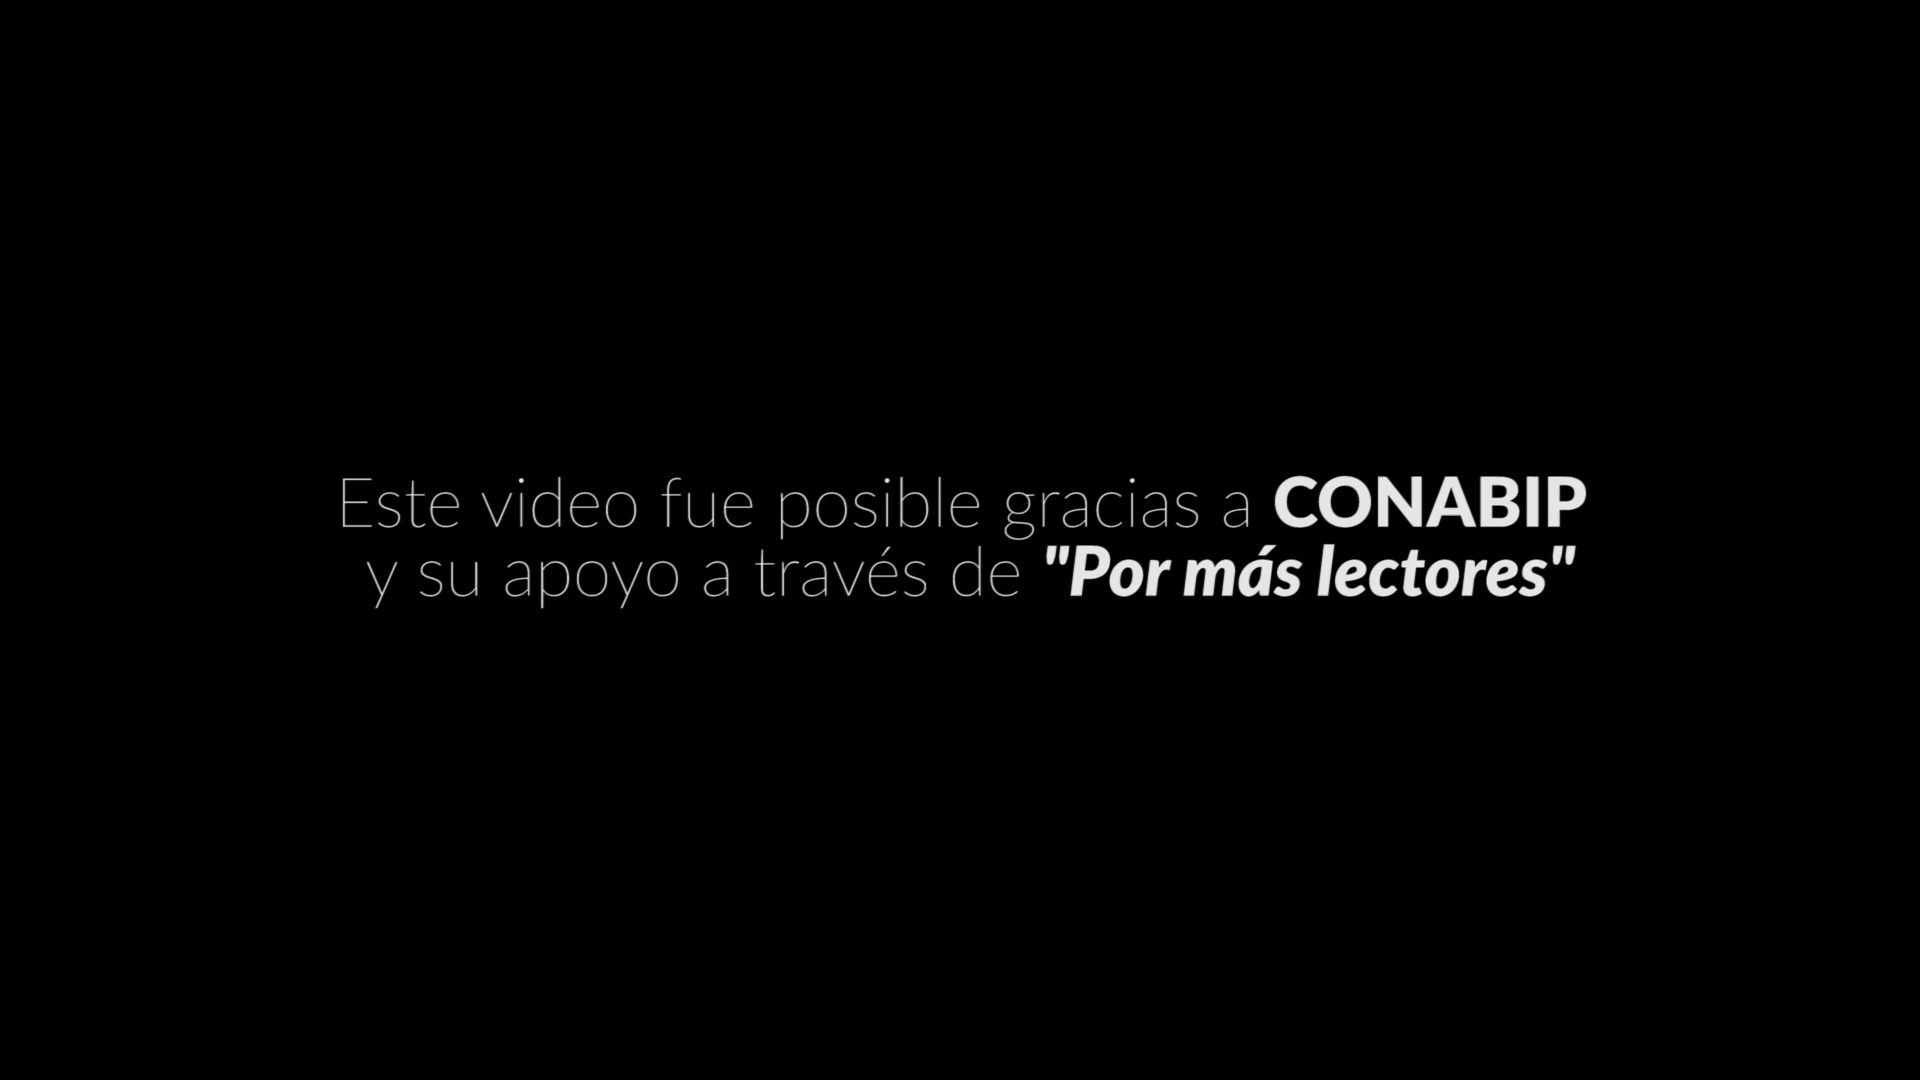 Este video fue posible gracias a CONABIP
y su apoyo a través de "Por más lectores"